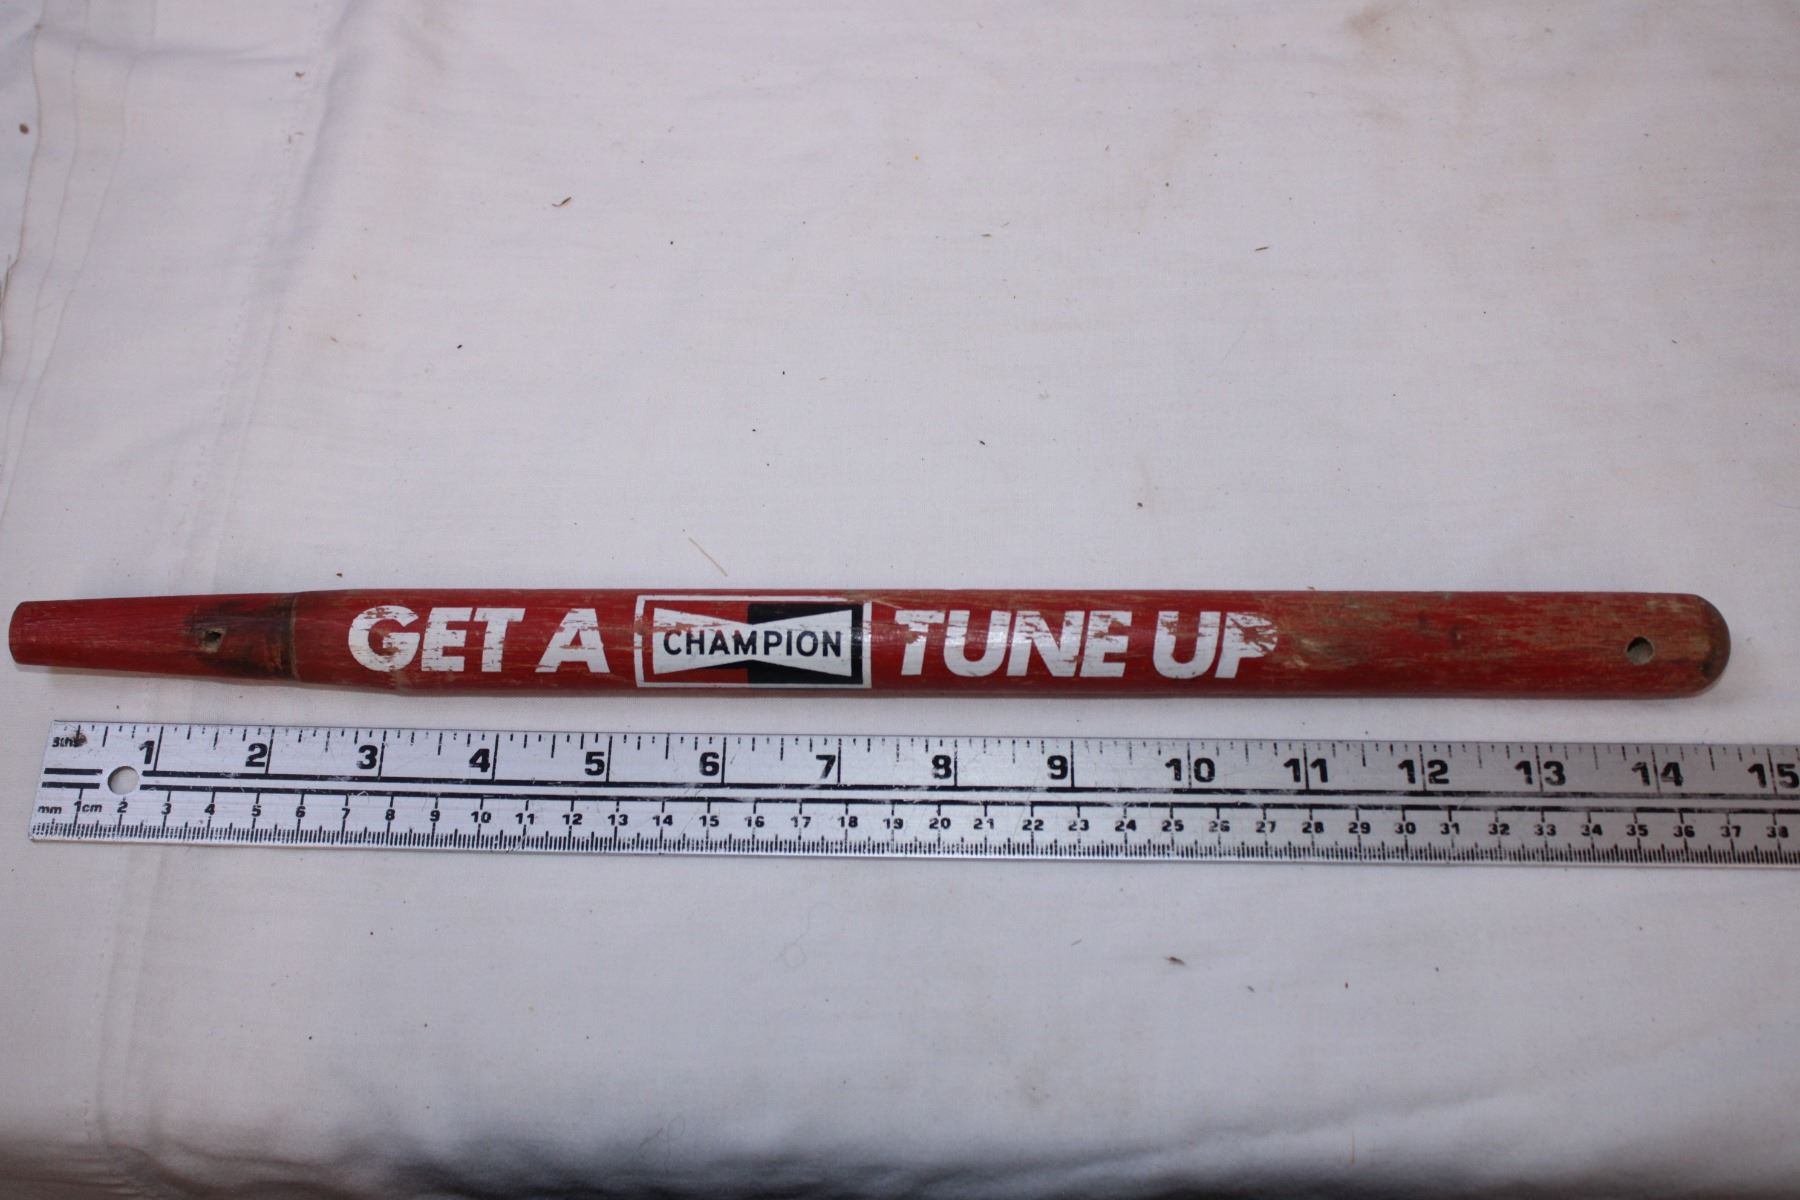 GET A CHAMPION TUNE UP
8ths 1 2 3 4 5 6 7 8 9 10 11 12 13 14 15
mm 1cm 2 3 4 5 6 7 8 9 10 11 12 13 14 15 16 17 18 19 20 21 22 23 24 25 26 27 28 29 30 31 32 33 34 35 36 37 38